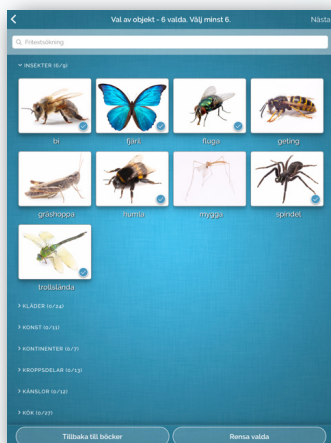 Val av objekt - 6 valda. Välj minst 6.
Nästa
Fritextsökning
INSEKTER (6/9)
bi
fjäril
fluga
geting
gräshoppa
humla
mygga
spindel
trollslända
KLÄDER (0/24)
KONST (0/11)
KONTINENTER (0/7)
KROPPSDELAR (0/13)
KÄNSLOR (0/12)
KÖK (0/27)
Tillbaka till böcker
Rensa valda